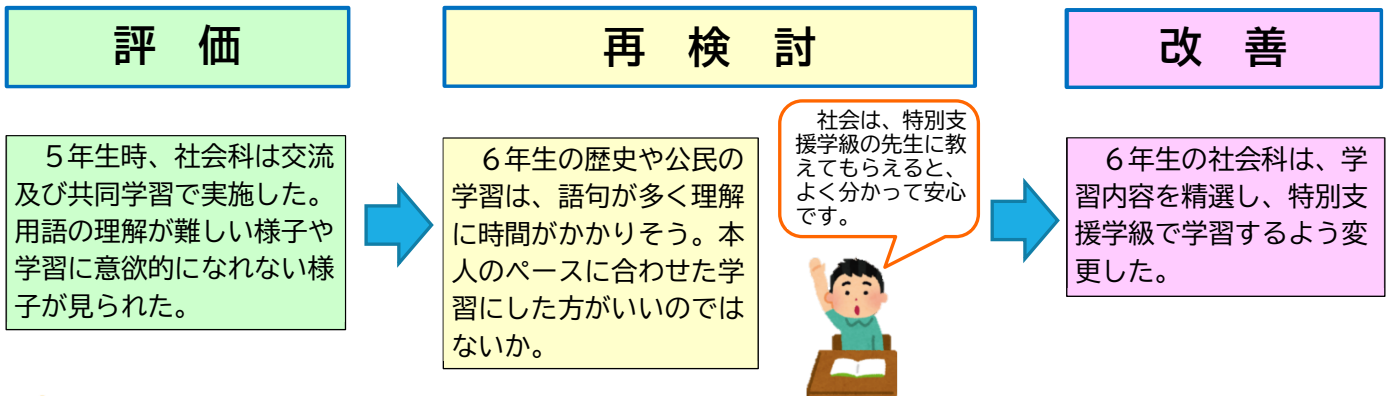 評　価
再　検　討
改　善
　５年生時、社会科は交流
及び共同学習で実施した。
用語の理解が難しい様子や
学習に意欲的になれない様
子が見られた。
　６年生の歴史や公民の
学習は、語句が多く理解
に時間がかかりそう。本
人のペースに合わせた学
習にした方がいいのでは
ないか。
　社会は、特別支
援学級の先生に教
えてもらえると、
よく分かって安心
です。
　６年生の社会科は、学
習内容を精選し、特別支
援学級で学習するよう変
更した。